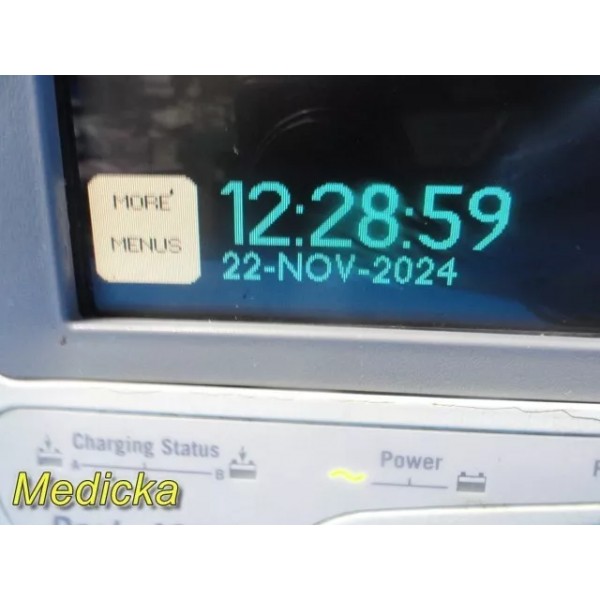 MORE
MENUS
12:28:59
22-NOV-2024
Charging Status
A B
Power
Medicka